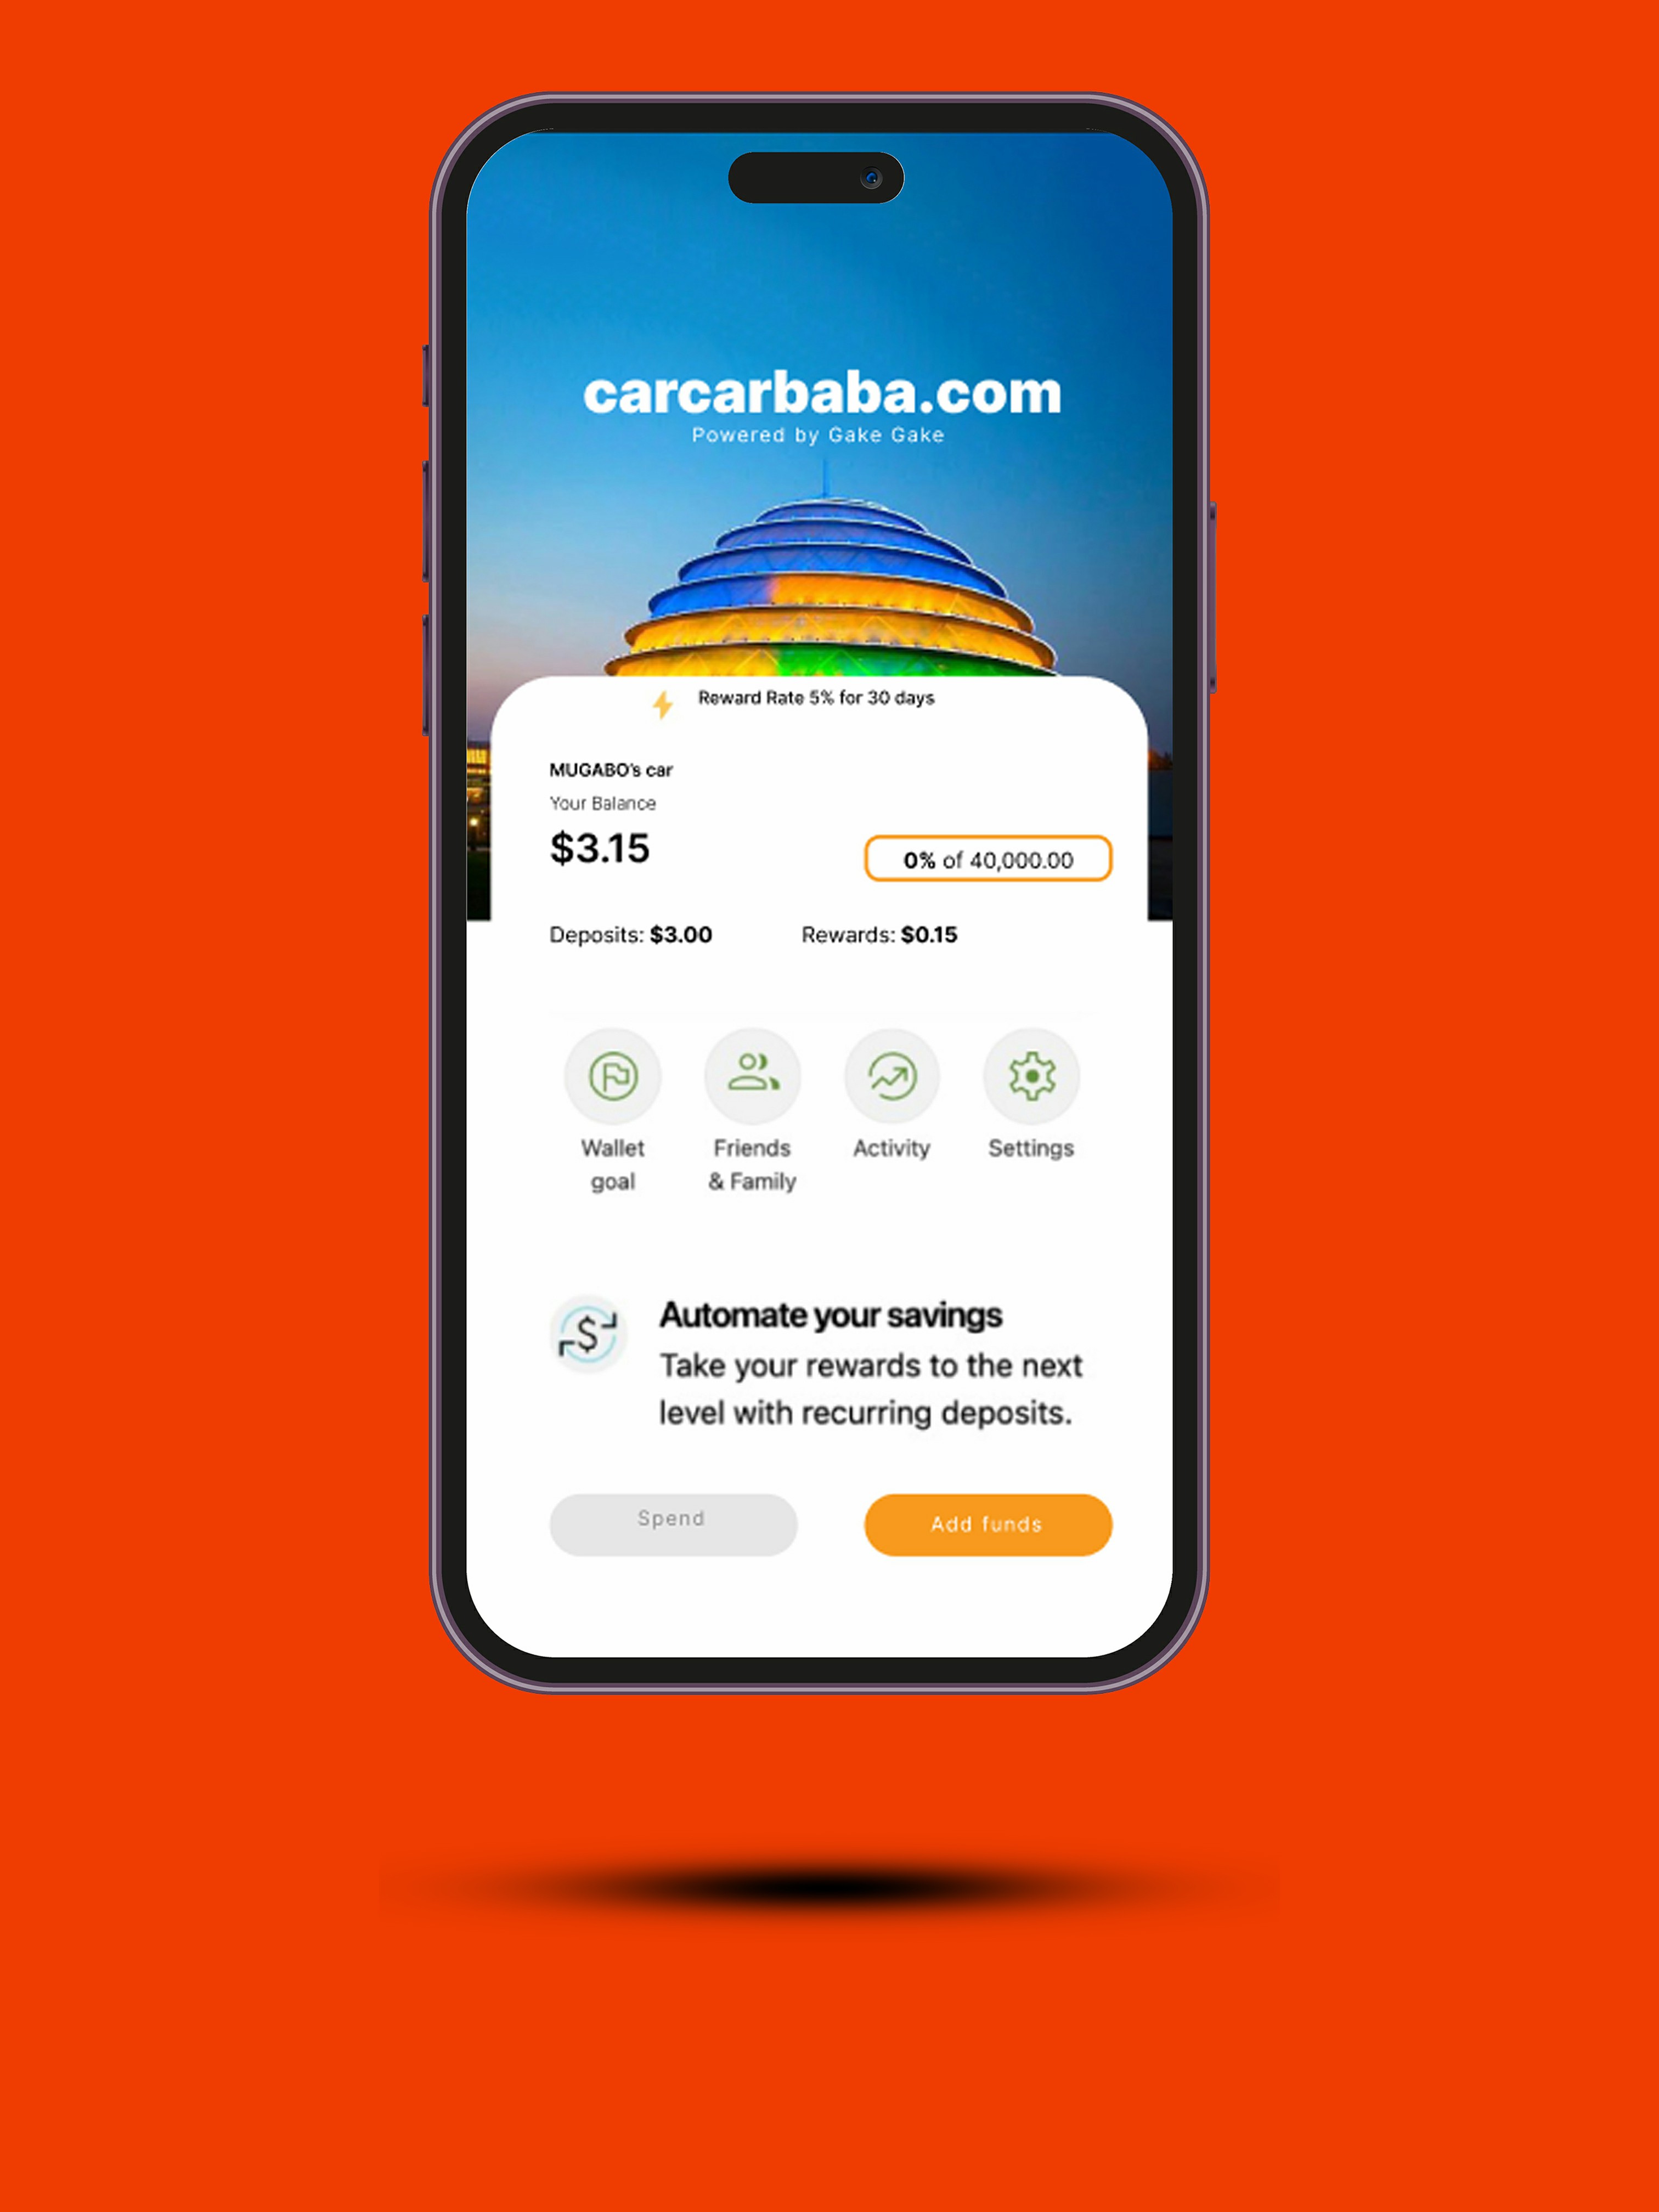 carcarbaba.com
Powered by Gake Gake
Reward Rate 5% for 30 days
MUGABO's car
Your Balance
$3.15
0% of 40,000.00
Deposits: $3.00 Rewards: $0.15
Wallet
goal
Friends
& Family
Activity
Settings
Automate your savings
Take your rewards to the next
level with recurring deposits.
Spend
Add funds